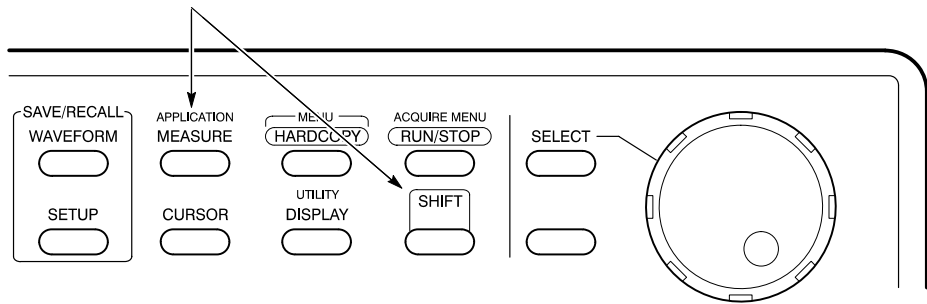 SAVE/RECALL
WAVEFORM
APPLICATION
MEASURE
MENU
HARDCOPY
ACQUIRE MENU
RUN/STOP
SELECT
SETUP
CURSOR
UTILITY
DISPLAY
SHIFT